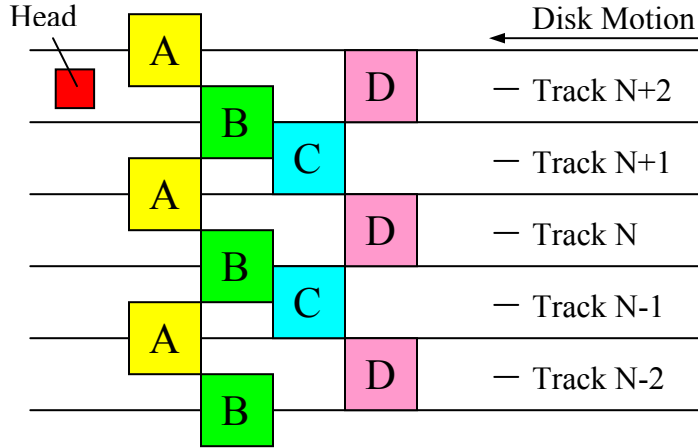 Head
Disk Motion
A
D
Track N+2
B
C
Track N+1
A
D
Track N
B
C
Track N-1
A
D
Track N-2
B